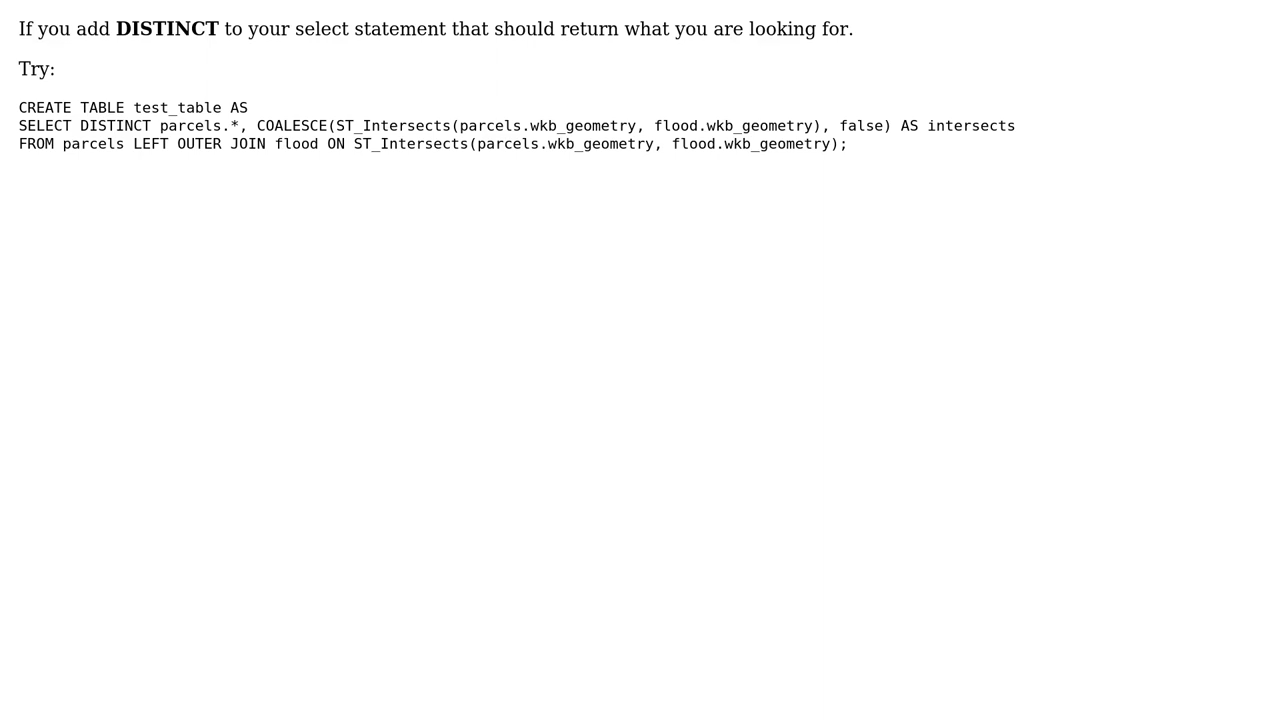 If you add DISTINCT to your select statement that should return what you are looking for.
Try:
CREATE TABLE test_table AS
SELECT DISTINCT parcels.*, COALESCE(ST_Intersects(parcels.wkb_geometry, flood.wkb_geometry), false) AS intersects
FROM parcels LEFT OUTER JOIN flood ON ST_Intersects(parcels.wkb_geometry, flood.wkb_geometry);